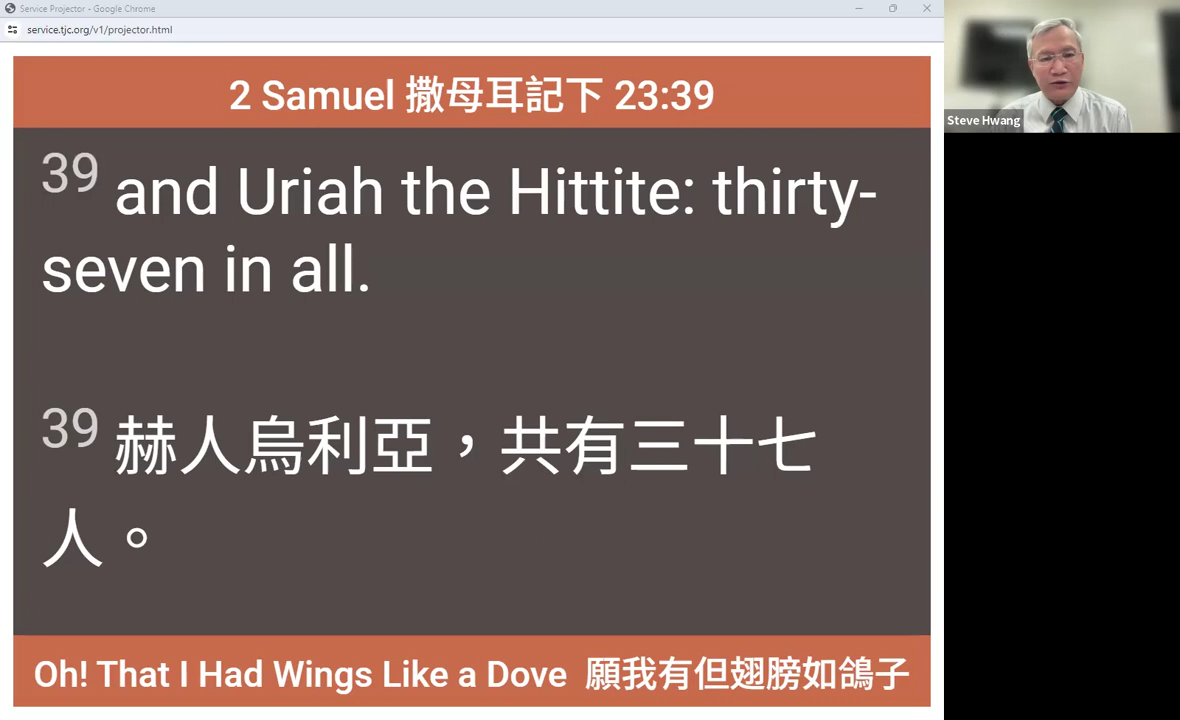 Service Projector - Google Chrome
service.tjc.org/v1/projector.html
2 Samuel 撒母耳記下 23:39
39 and Uriah the Hittite: thirty-
seven in all.
39 赫人烏利亞，共有三十七
人。
Oh! That I Had Wings Like a Dove 願我有但翅膀如鴿子
Steve Hwang